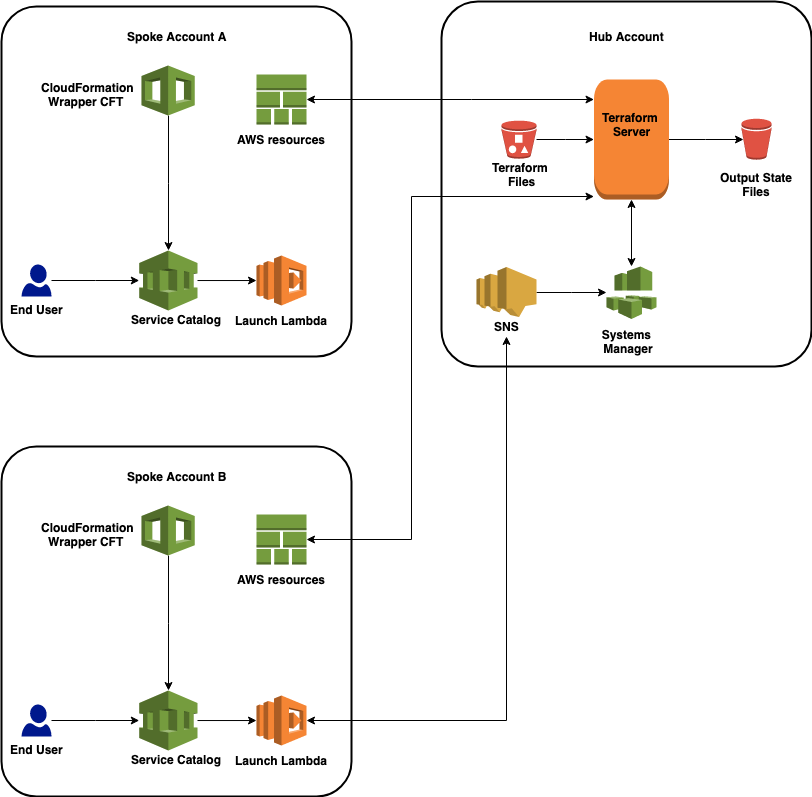 Spoke Account A
CloudFormation
Wrapper CFT
AWS resources
End User
Service Catalog
Launch Lambda
Hub Account
Terraform
Server
Terraform
Files
Output State
Files
SNS
Systems
Manager
Spoke Account B
CloudFormation
Wrapper CFT
AWS resources
End User
Service Catalog
Launch Lambda